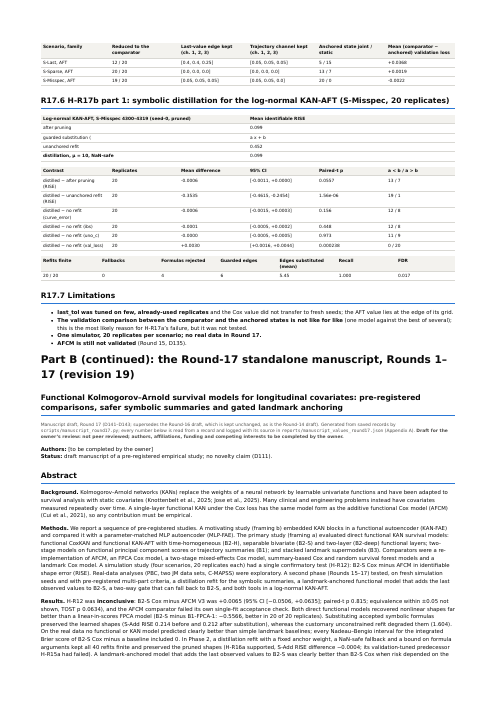 Scenario, family | Reduced to the comparator | Last-value edge kept (ch. 1, 2, 3) | Trajectory channel kept (ch. 1, 2, 3) | Anchored state joint / static | Mean (comparator − anchored) validation loss
S-Last, AFT | 12 / 20 | [0.4, 0.4, 0.25] | [0.05, 0.05, 0.05] | 5 / 15 | +0.0368
S-Sparse, AFT | 20 / 20 | [0.0, 0.0, 0.0] | [0.0, 0.0, 0.0] | 13 / 7 | +0.0019
S-Misspec, AFT | 19 / 20 | [0.05, 0.05, 0.05] | [0.05, 0.05, 0.05] | 20 / 0 | -0.0022
R17.6 H-R17b part 1: symbolic distillation for the log-normal KAN-AFT (S-Misspec, 20 replicates)
Log-normal KAN-AFT, S-Misspec 4300-4319 (seed-0, pruned) | Mean identifiable RISE
after pruning | 0.099
guarded substitution | a x + b
unanchored refit | 0.452
distilled, μ = 10, NaN-safe | 0.099
Contrast | Replicates | Mean difference | 95% CI | Paired-t p | a < b / a > b
distilled − after pruning (RISE) | 20 | -0.0006 | [-0.0011, +0.0000] | 0.0557 | 13 / 7
distilled − unanchored refit (RISE) | 20 | -0.3535 | [-0.4615, -0.2454] | 1.56e-06 | 19 / 1
distilled − no refit (curve_error) | 20 | -0.0006 | [-0.0015, +0.0003] | 0.156 | 12 / 8
distilled − no refit (ibs) | 20 | -0.0001 | [-0.0005, +0.0002] | 0.448 | 12 / 8
distilled − no refit (uno_c) | 20 | -0.0000 | [-0.0005, +0.0005] | 0.973 | 11 / 9
distilled − no refit (val_loss) | 20 | +0.0030 | [+0.0016, +0.0044] | 0.000238 | 0 / 20
Refits finite | Fallbacks | Formulas rejected | Guarded edges | Edges substituted (mean) | Recall | FDR
20 / 20 | 0 | 4 | 6 | 5.45 | 1.000 | 0.017
R17.7 Limitations
• last_tol was tuned on few, already-used replicates and the Cox value did not transfer to fresh seeds; the AFT value lies at the edge of its grid.
• The validation comparison between the comparator and the anchored states is not like for like (one model against the best of several); this is the most likely reason for H-R17a's failure, but it was not tested.
• One simulator, 20 replicates per scenario; no real data in Round 17.
• AFCM is still not validated (Round 15, D135).
Part B (continued): the Round-17 standalone manuscript, Rounds 1–17 (revision 19)
Functional Kolmogorov–Arnold survival models for longitudinal covariates: pre-registered comparisons, safer symbolic summaries and gated landmark anchoring
Manuscript draft, Round 17 (D141–D143, supersedes the Round-16 draft, which is kept unchanged, as is the Round-14 draft). Generated from saved records by scripts/manuscript_round17.py; every number below is read from a record and logged with its source in reports/manuscript_values_round17.json (Appendix A). Draft for the owner's review: not peer reviewed; authors, affiliations, funding and competing interests to be completed by the owner.
Authors: [to be completed by the owner]
Status: draft manuscript of a pre-registered empirical study; no novelty claim (D111).
Abstract
Background. Kolmogorov–Arnold networks (KANs) replace the weights of a neural network by learnable univariate functions and have been adapted to survival analysis with static covariates (Knottenbelt et al., 2025; Jose et al., 2025). Many clinical and engineering problems instead have covariates measured repeatedly over time. A single-layer functional KAN under the Cox loss has the same model form as the additive functional Cox model (AFCM) (Cui et al., 2021), so any contribution must be empirical.
Methods. We report a sequence of pre-registered studies. A motivating study (framing b) embedded KAN blocks in a functional autoencoder (KAN-FAE) and compared it with a parameter-matched MLP autoencoder (MLP-FAE). The primary study (framing a) compared direct functional KAN survival models: functional CoxKAN and functional KAN-AFT with time-homogeneous (B2-H), separable bivariate (B2-S) and two-layer (B2-deep) functional layers; two-stage models on functional principal component scores or trajectory summaries (B1); and stacked landmark supermodels (B3). Comparators were a re-implementation of AFCM, an FPCA Cox model, a two-stage mixed-effects Cox model, summary-based Cox and random survival forest models and a landmark Cox model. A simulation study (four scenarios, 20 replicates each) had a single confirmatory test (H-R12): B2-S Cox minus AFCM in identifiable shape error (RISE). Real-data analyses (PBC, two JM data sets, C-MAPSS) were exploratory. A second phase (Rounds 15–17) tested, on fresh simulation seeds and with pre-registered multi-part criteria, a distillation refit for the symbolic summaries, a landmark-anchored functional model that adds the last observed values to B2-S, a two-way gate that can fall back to B2-S, and both tools in a log-normal KAN-AFT.
Results. H-R12 was inconclusive: B2-S Cox minus AFCM V3 was +0.0065 (95% CI [−0.0506, +0.0635]; paired-t p 0.815; equivalence within ±0.05 not shown, TOST p 0.0634), and the AFCM comparator failed its own single-fit acceptance check. Both direct functional models recovered nonlinear shapes far better than a linear-in-scores FPCA model (B2-S minus B1-FPCA-1: −0.5566, better in 20 of 20 replicates). Substituting accepted symbolic formulas preserved the learned shapes (S-Add RISE 0.214 before and 0.212 after substitution), whereas the customary unconstrained refit degraded them (1.604). On the real data no functional or KAN model predicted clearly better than simple landmark baselines; every Nadeau-Bengio interval for the integrated Brier score of B2-S Cox minus a baseline included 0. In Phase 2, a distillation refit with a fixed anchor weight, a NaN-safe fallback and a bound on formula arguments kept all 40 refits finite and preserved the pruned shapes (H-R16a supported, S-Add RISE difference −0.0004; its validation-tuned predecessor H-R15a had failed). A landmark-anchored model that adds the last observed values to B2-S was clearly better than B2-S Cox when risk depended on the